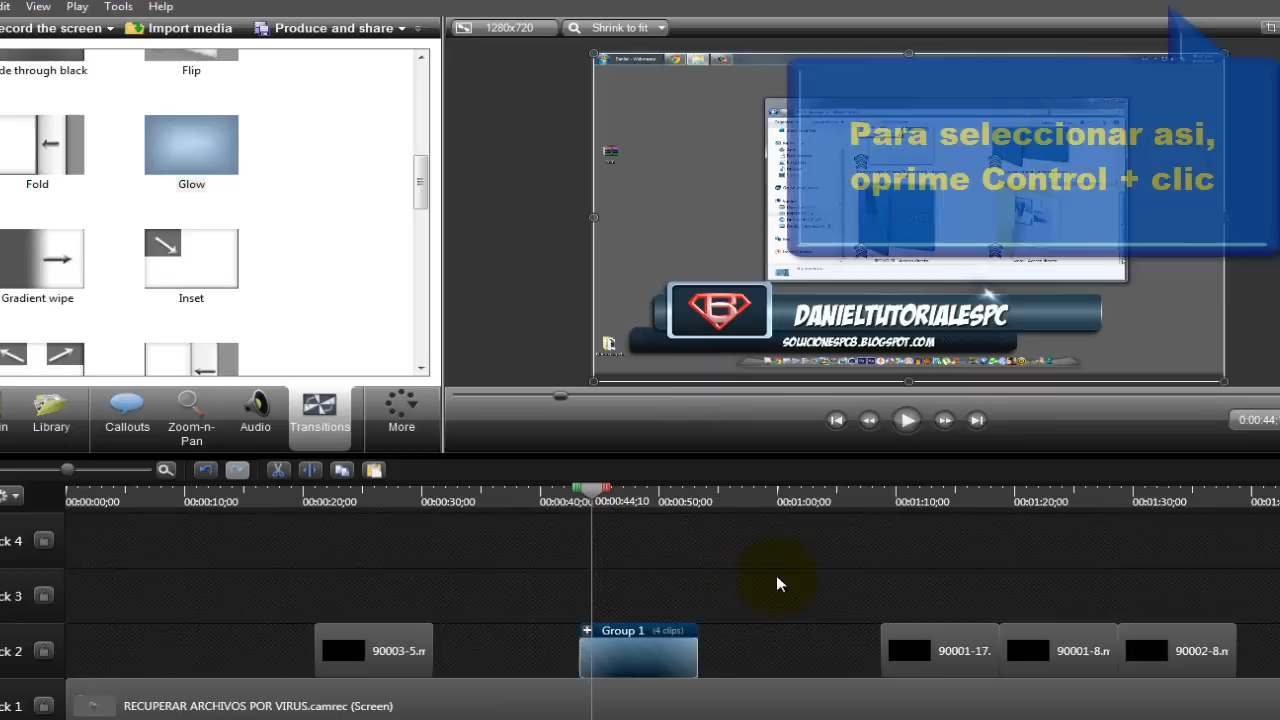 View Play Tools Help
ecord the screen Import media Produce and share
1280x720 Shrink to fit
de through black Flip
Fold Glow
Gradient wipe Inset
Para seleccionar asi,
oprime Control + clic
DANIELTUTORIALESPC
SOLUCIONESPCB.BLOGSPOT.COM
Library Callouts Zoom-n-Pan Audio Transitions More
0:00:44;
00:00:00;00 00:00:10;00 00:00:20;00 00:00:30;00 00:00:40;00 00:00:44;10 00:00:50;00 00:01:00;00 00:01:10;00 00:01:20;00 00:01:30;00
ck 4
ck 3
Group 1 (4 clips)
ck 2 90003-5.m 90001-17. 90001-8.m 90002-8.m
ck 1 RECUPERAR ARCHIVOS POR VIRUS.camrec (Screen)